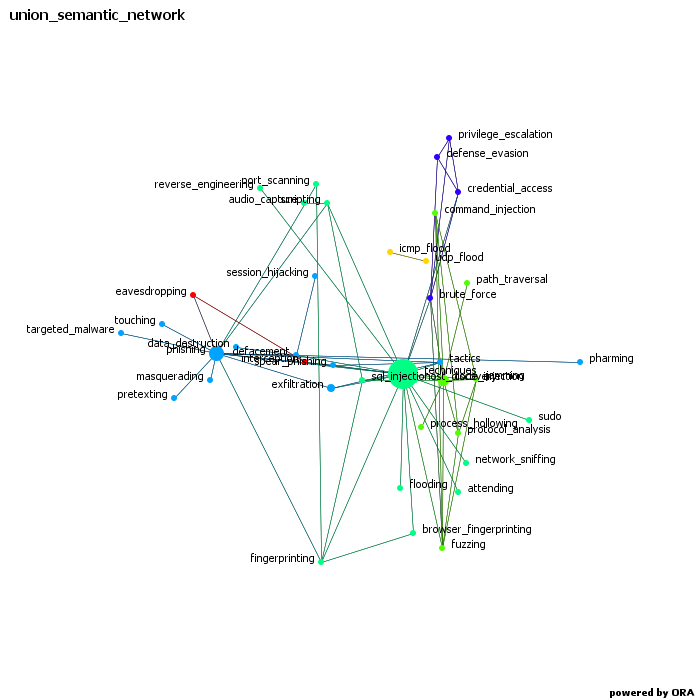 union_semantic_network
privilege_escalation
defense_evasion
port_scanning
reverse_engineering
credential_access
audio_capture
scripting
command_injection
icmp_flood
udp_flood
session_hijacking
path_traversal
eavesdropping
brute_force
touching
targeted_malware
data_destruction
phishing
defacement
interception
tactics
pharming
spear_phishing
techniques
masquerading
sql_injection
exfiltration
pretexting
sudo
process_hollowing
protocol_analysis
network_sniffing
flooding
attending
browser_fingerprinting
fuzzing
fingerprinting
powered by ORA